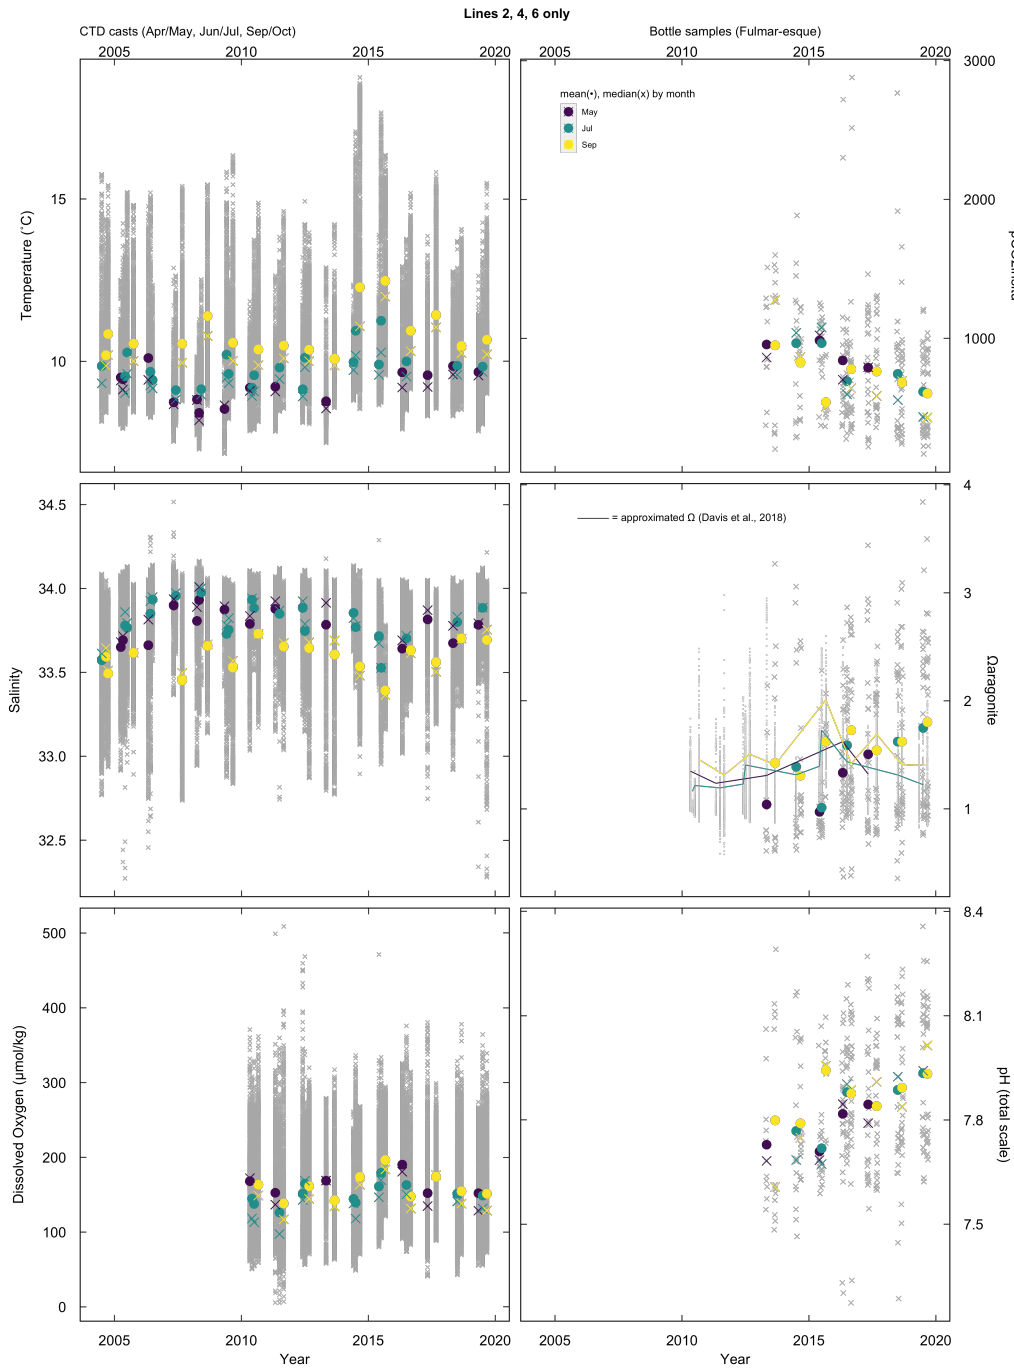 Lines 2, 4, 6 only
CTD casts (Apr/May, Jun/Jul, Sep/Oct)
Bottle samples (Fulmar-esque)
2005 2010 2015 2020
2005 2010 2015 2020
mean(•), median(x) by month
May
Jul
Sep
15
10
Temperature (°C)
3000
2000
1000
34.5
34.0
33.5
33.0
32.5
Salinity
= approximated Ω (Davis et al., 2018)
4
3
2
1
Ωaragonite
500
400
300
200
100
0
Dissolved Oxygen (μmol/kg)
8.4
8.1
7.8
7.5
pH (total scale)
2005 2010 2015 2020
2005 2010 2015 2020
Year
Year